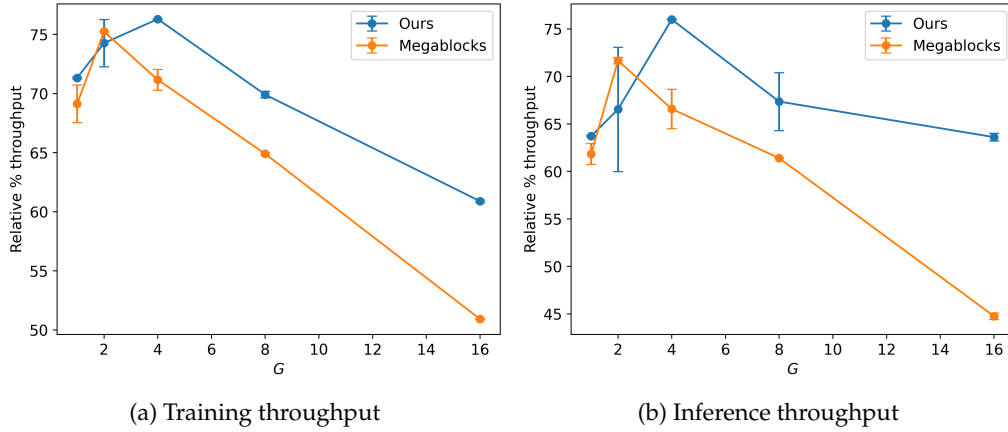 Ours
Megablocks
Relative % throughput
75
70
65
60
55
50
2 4 6 8 10 12 14 16
G
(a) Training throughput
Ours
Megablocks
Relative % throughput
75
70
65
60
55
50
45
2 4 6 8 10 12 14 16
G
(b) Inference throughput